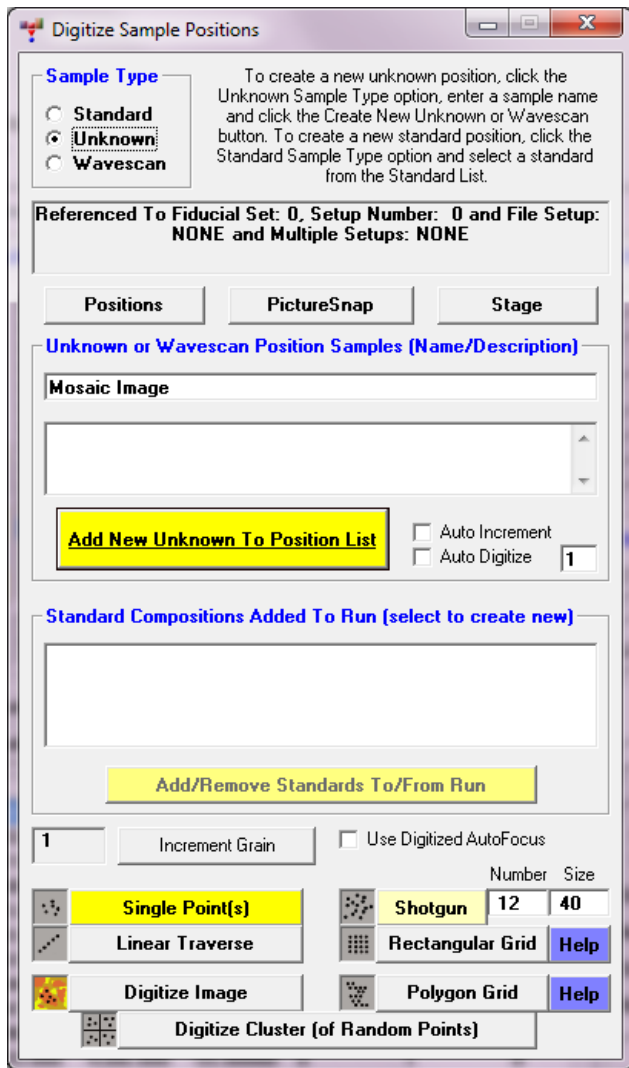 Digitize Sample Positions
Sample Type
Standard
Unknown
Wavescan
To create a new unknown position, click the
Unknown Sample Type option, enter a sample name
and click the Create New Unknown or Wavescan
button. To create a new standard position, click the
Standard Sample Type option and select a standard
from the Standard List.
Referenced To Fiducial Set: 0, Setup Number:  0 and File Setup:
NONE and Multiple Setups: NONE
Positions
PictureSnap
Stage
Unknown or Wavescan Position Samples (Name/Description)
Mosaic Image
Add New Unknown To Position List
Auto Increment
Auto Digitize
1
Standard Compositions Added To Run (select to create new)
Add/Remove Standards To/From Run
1
Increment Grain
Use Digitized AutoFocus
Number
Size
Single Point(s)
Shotgun
12
40
Linear Traverse
Rectangular Grid
Help
Digitize Image
Polygon Grid
Help
Digitize Cluster (of Random Points)